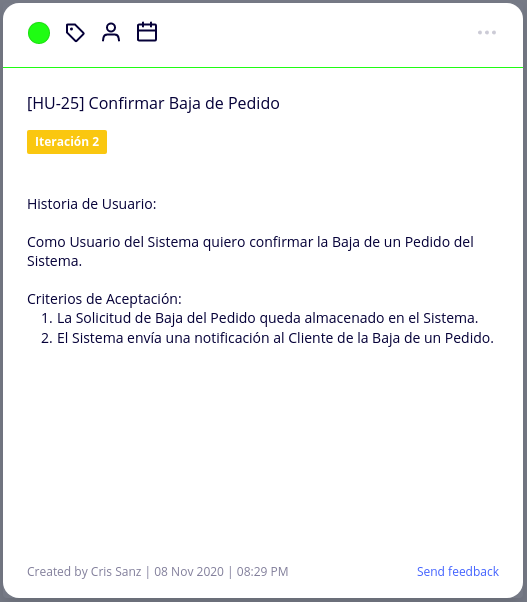 [HU-25] Confirmar Baja de Pedido
Iteración 2
Historia de Usuario:
Como Usuario del Sistema quiero confirmar la Baja de un Pedido del
Sistema.
Criterios de Aceptación:
1. La Solicitud de Baja del Pedido queda almacenado en el Sistema.
2. El Sistema envía una notificación al Cliente de la Baja de un Pedido.
Created by Cris Sanz | 08 Nov 2020 | 08:29 PM
Send feedback